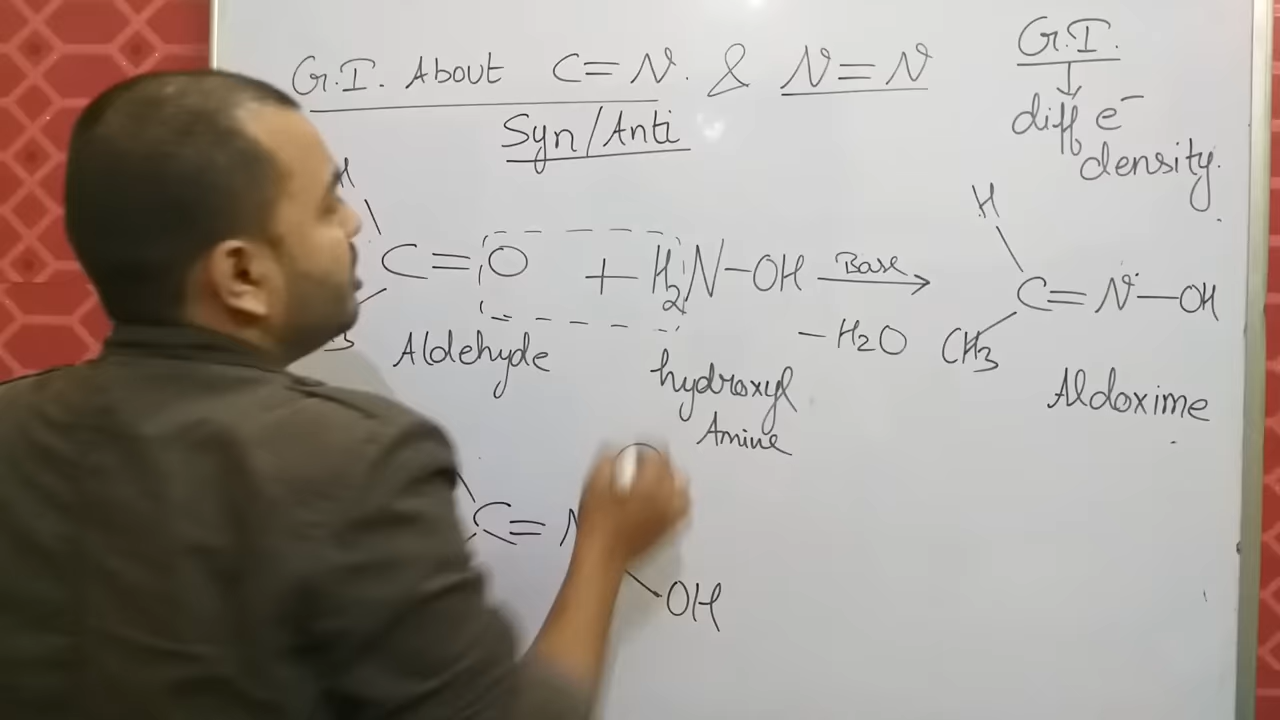 G.I. About C=N. & N=N
Syn/Anti
G.I.
↓
diff e⁻
density.
C=O + H₂N-OH Base →
-H₂O
Aldehyde
hydroxyl
Amine
H
C=N-OH
CH₃
Aldoxime
C=N
OH